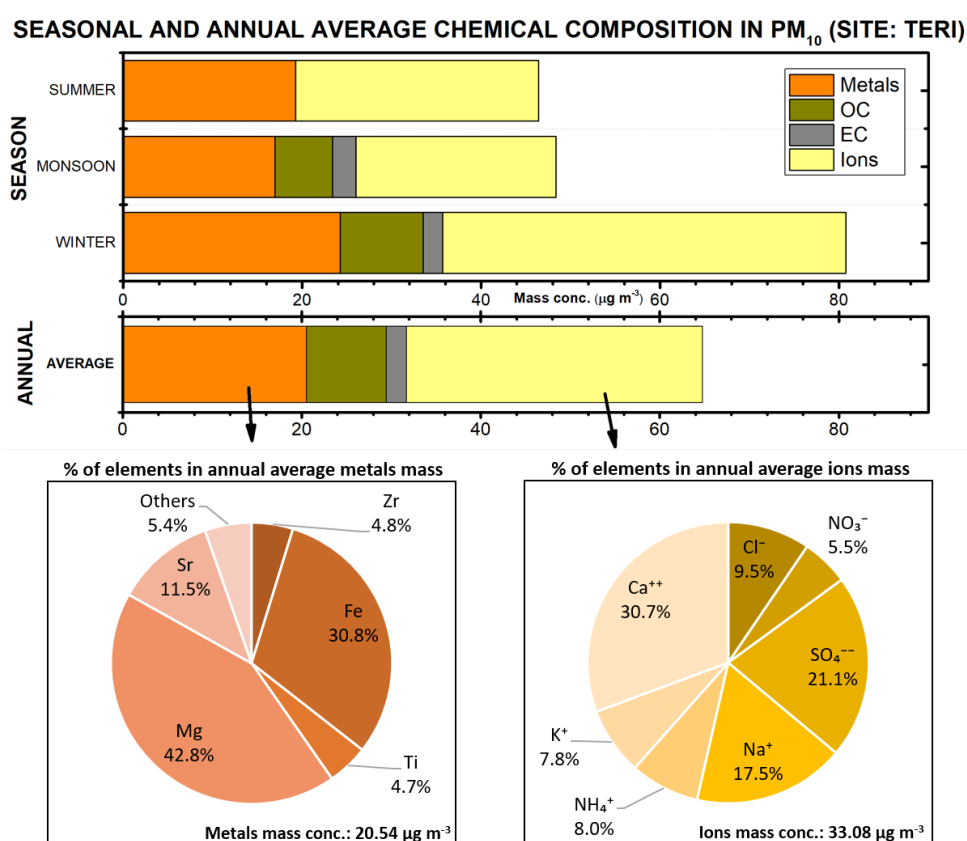 SEASONAL AND ANNUAL AVERAGE CHEMICAL COMPOSITION IN PM₁₀ (SITE: TERI)
SEASON
SUMMER
MONSOON
WINTER
Metals
OC
EC
Ions
0 20 40 60 80
Mass conc. (μg m⁻³)
ANNUAL
AVERAGE
0 20 40 60 80
% of elements in annual average metals mass
Others
5.4%
Zr
4.8%
Sr
11.5%
Fe
30.8%
Mg
42.8%
Ti
4.7%
Metals mass conc.: 20.54 μg m⁻³
% of elements in annual average ions mass
Cl⁻
9.5%
NO₃⁻
5.5%
Ca⁺⁺
30.7%
SO₄⁻⁻
21.1%
K⁺
7.8%
Na⁺
17.5%
NH₄⁺
8.0%
Ions mass conc.: 33.08 μg m⁻³